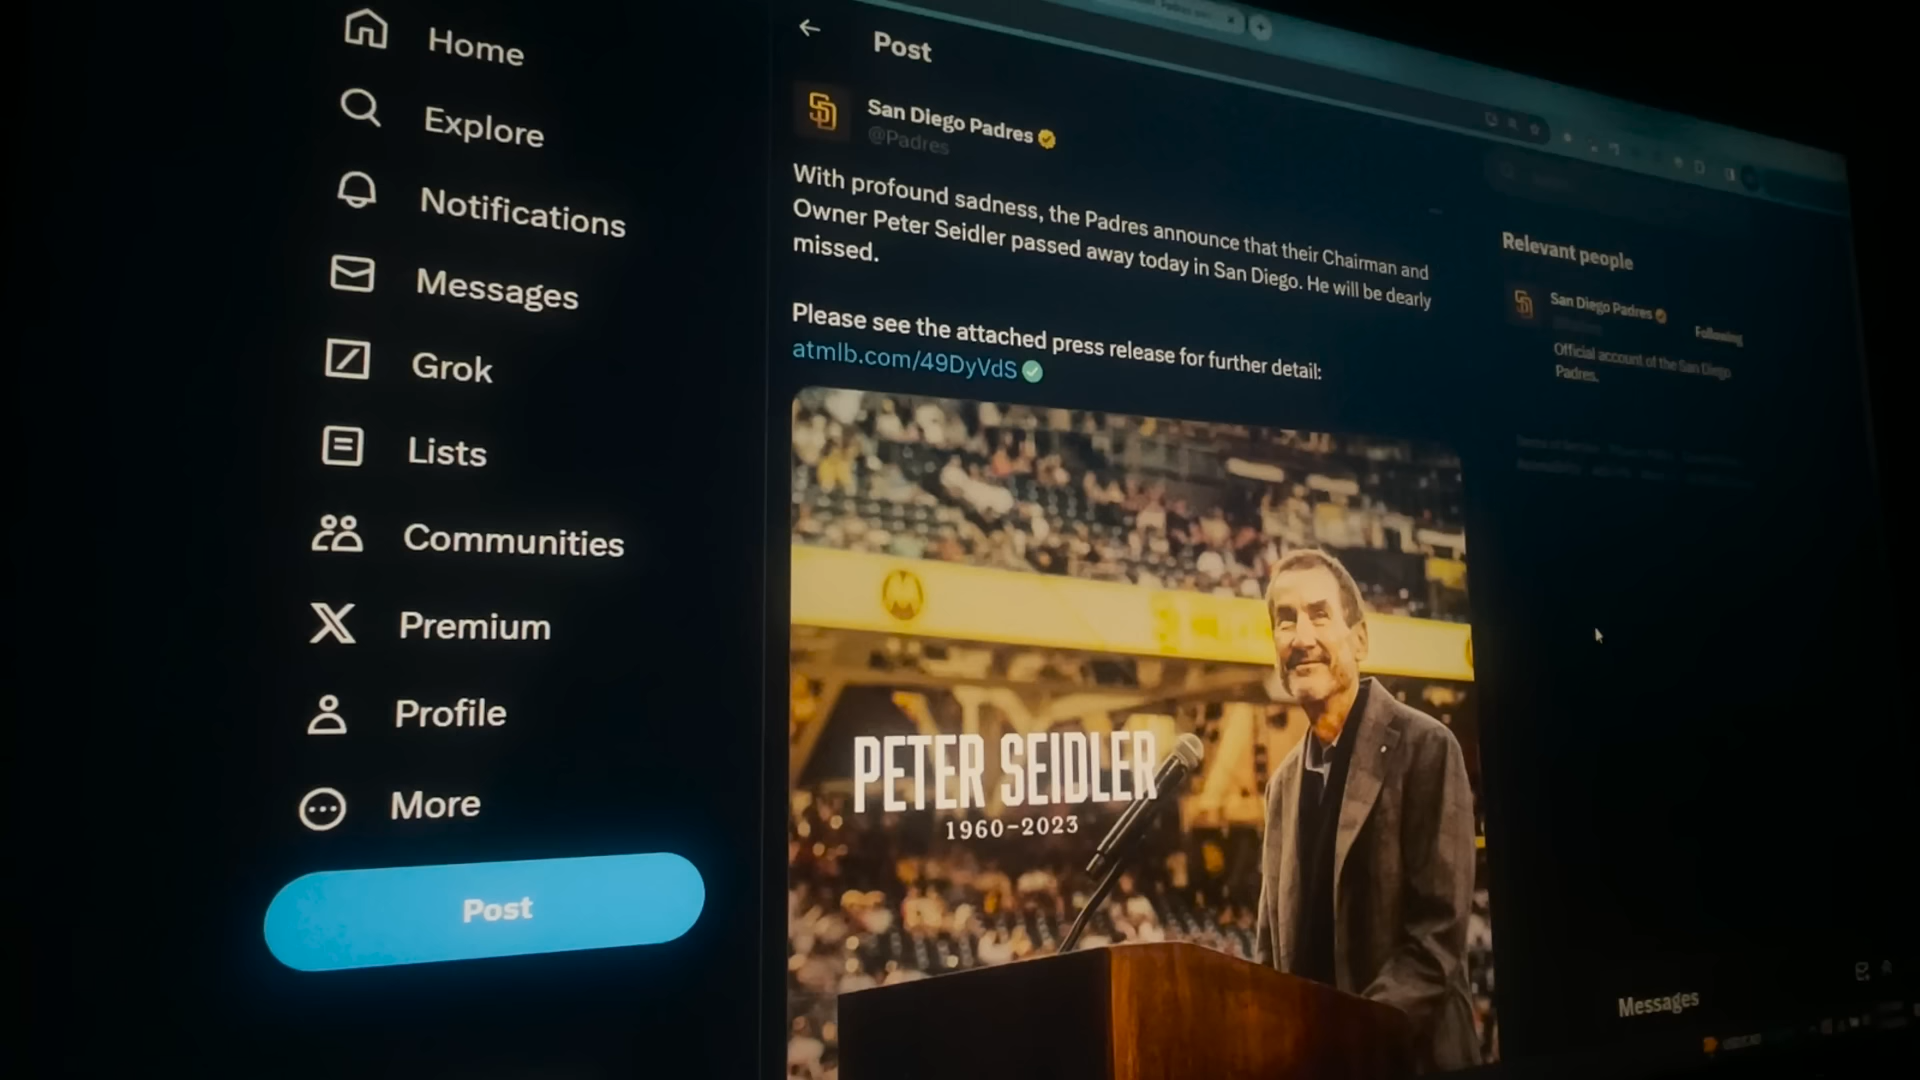 Home
Explore
Notifications
Messages
Grok
Lists
Communities
Premium
Profile
More
Post
Post
San Diego Padres
@Padres
With profound sadness, the Padres announce that their Chairman and
Owner Peter Seidler passed away today in San Diego. He will be dearly
missed.
Please see the attached press release for further detail:
atmlb.com/49DyVdS
PETER SEIDLER
1960-2023
Relevant people
San Diego Padres
Following
Official account of the San Diego
Padres.
Messages